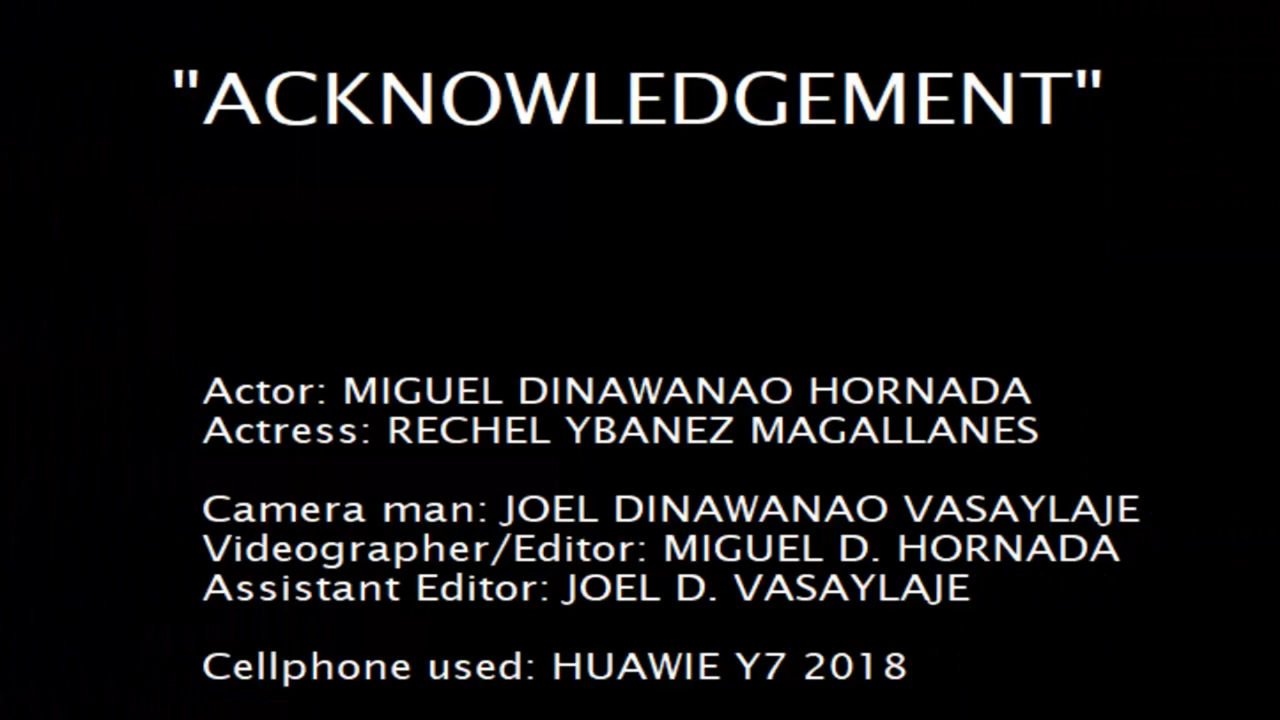 "ACKNOWLEDGEMENT"
Actor: MIGUEL DINAWANAO HORNADA
Actress: RECHEL YBANEZ MAGALLANES
Camera man: JOEL DINAWANAO VASAYLAJE
Videographer/Editor: MIGUEL D. HORNADA
Assistant Editor: JOEL D. VASAYLAJE
Cellphone used: HUAWIE Y7 2018